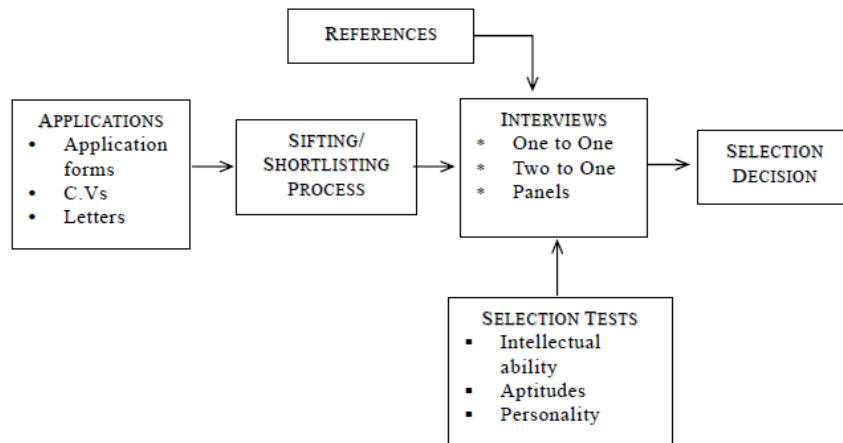 REFERENCES
APPLICATIONS
• Application
forms
• C.Vs
• Letters
SIFTING/
SHORTLISTING
PROCESS
INTERVIEWS
* One to One
* Two to One
* Panels
SELECTION
DECISION
SELECTION TESTS
▪ Intellectual
ability
▪ Aptitudes
▪ Personality